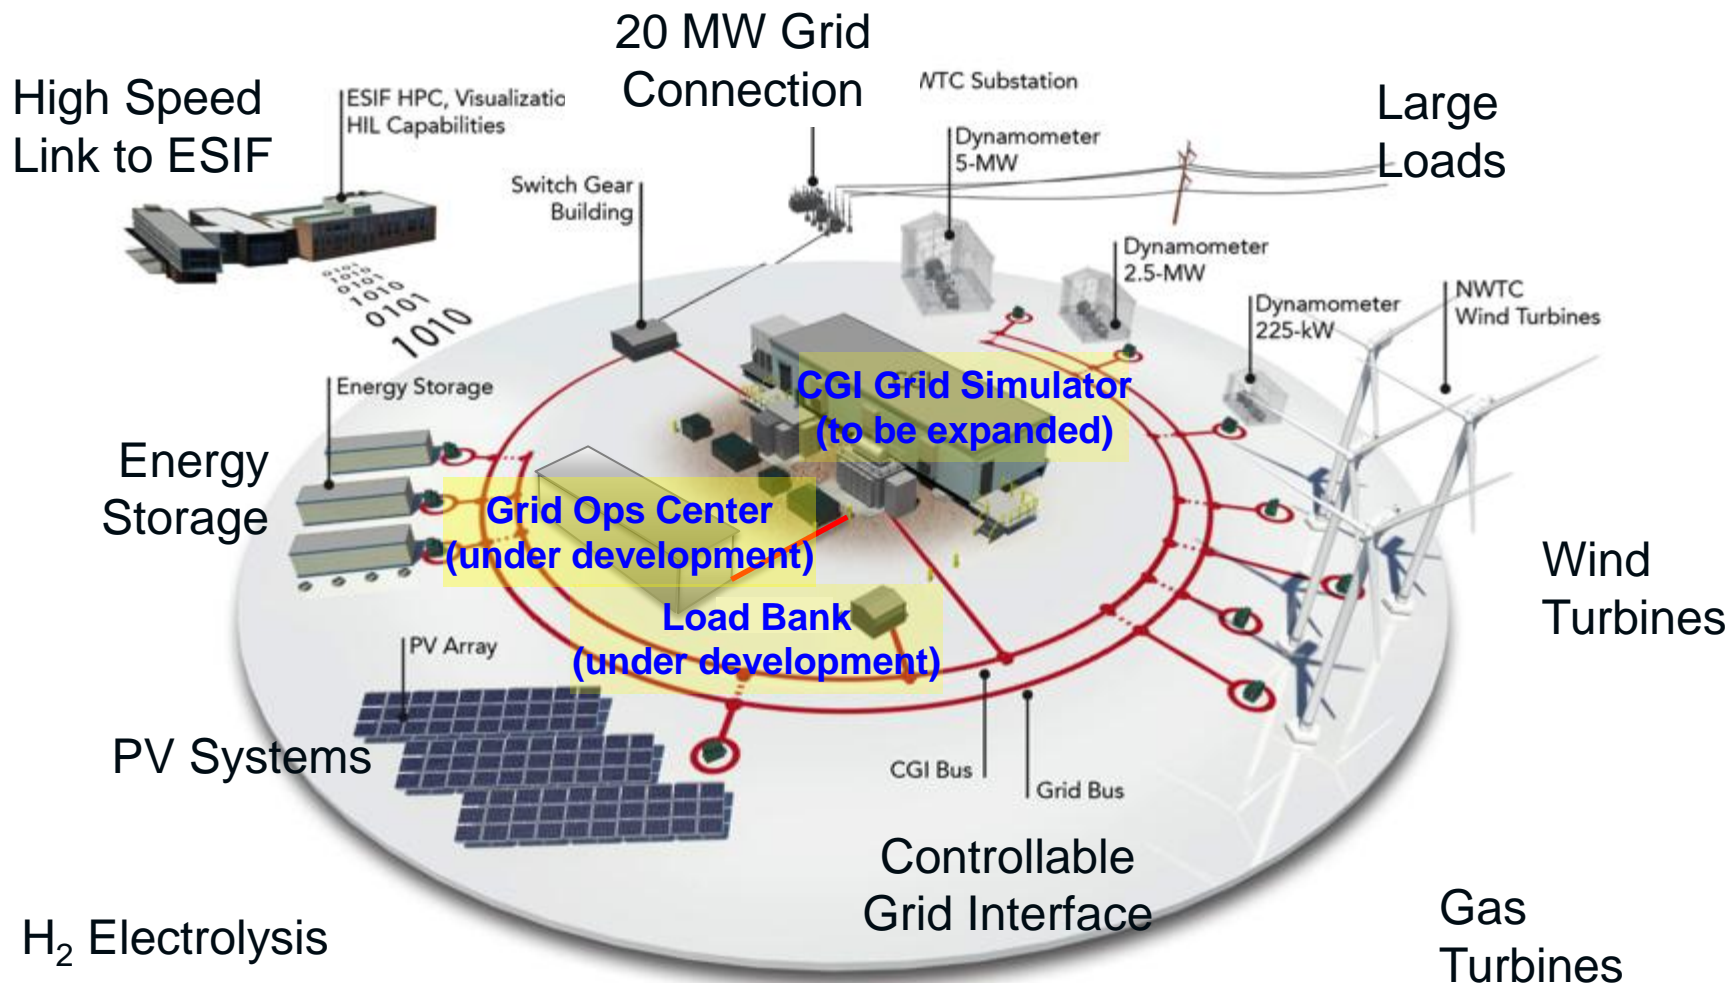 20 MW Grid
Connection
High Speed
Link to ESIF
ESIF HPC, Visualizatio
HIL Capabilities
WTC Substation
Large
Loads
Dynamometer
5-MW
Switch Gear
Building
Dynamometer
2.5-MW
Dynamometer
225-kW
NWTC
Wind Turbines
0101
1010
0101
1010
0101
1010
Energy Storage
CGI Grid Simulator
(to be expanded)
Energy
Storage
Grid Ops Center
(under development)
Wind
Turbines
Load Bank
(under development)
PV Array
PV Systems
CGI Bus
Grid Bus
Controllable
Grid Interface
H₂ Electrolysis
Gas
Turbines